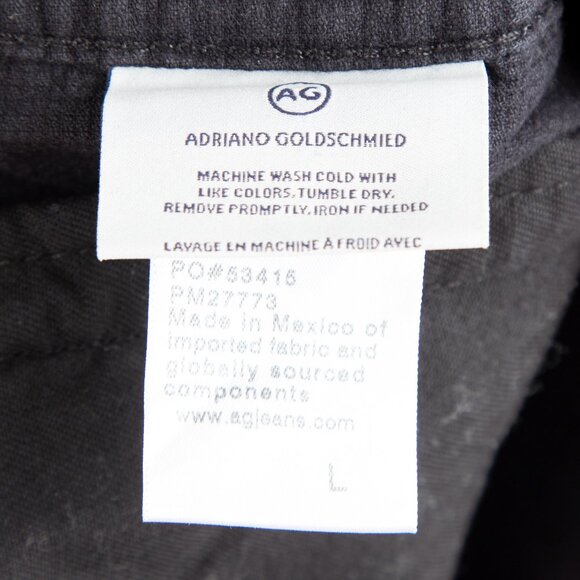 AG
ADRIANO GOLDSCHMIED
MACHINE WASH COLD WITH
LIKE COLORS. TUMBLE DRY.
REMOVE PROMPTLY. IRON IF NEEDED
LAVAGE EN MACHINE À FROID AVEC
PO#53415
PM27773
Made in Mexico of
imported fabric and
globally sourced
components
www.agjeans.com
L